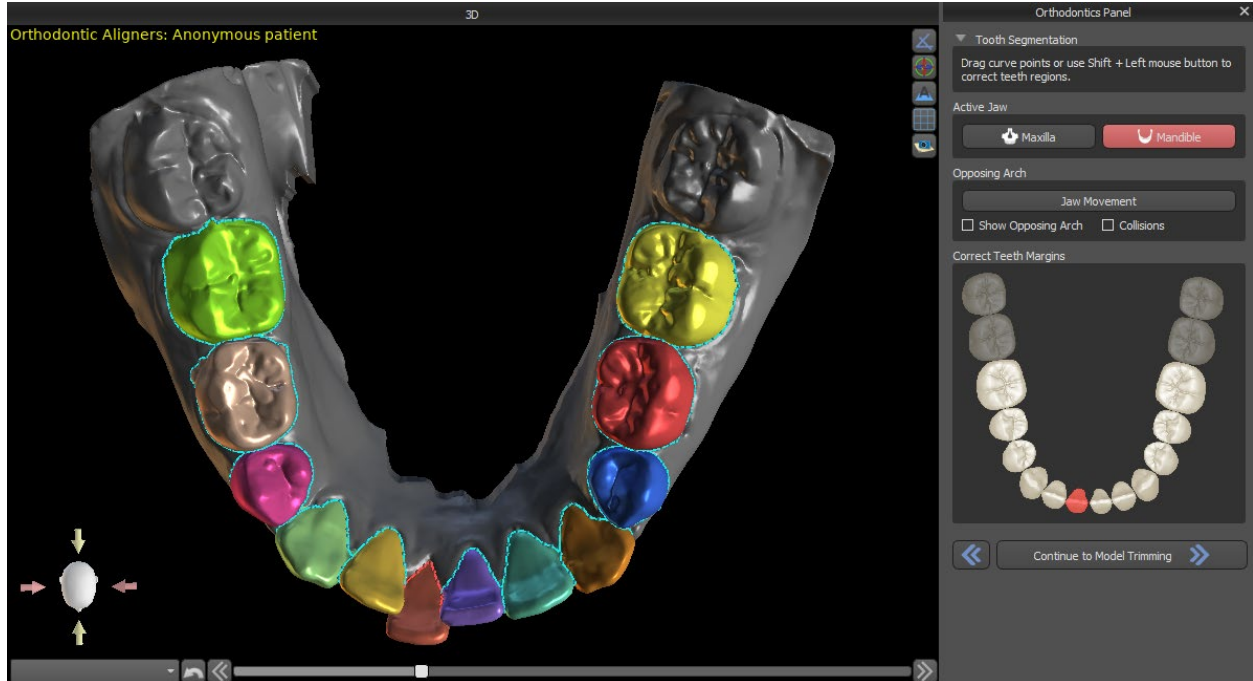 3D
Orthodontics Panel
Orthodontic Aligners: Anonymous patient
Tooth Segmentation
Drag curve points or use Shift + Left mouse button to
correct teeth regions.
Active Jaw
Maxilla
Mandible
Opposing Arch
Jaw Movement
Show Opposing Arch
Collisions
Correct Teeth Margins
Continue to Model Trimming